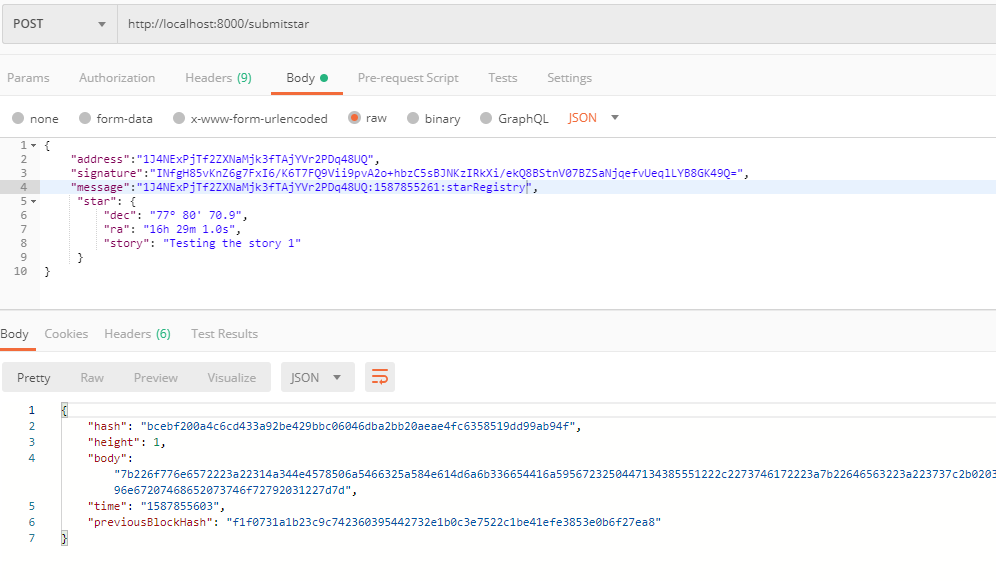 POST http://localhost:8000/submitstar
Params Authorization Headers (9) Body Pre-request Script Tests Settings
none form-data x-www-form-urlencoded raw binary GraphQL JSON
1 {
2 "address":"1J4NExPjTf2ZXNaMjk3fTAjYVr2PDq48UQ",
3 "signature":"INfgH85vKnZ6g7FxI6/K6T7FQ9Vii9pvA2o+hbzC5sBJNKzIRkXi/ekQ8BStnV07BZSaNjqefvUeqlLYB8GK49Q=",
4 "message":"1J4NExPjTf2ZXNaMjk3fTAjYVr2PDq48UQ:1587855261:starRegistry",
5 "star": {
6 "dec": "77° 80' 70.9",
7 "ra": "16h 29m 1.0s",
8 "story": "Testing the story 1"
9 }
10 }
Body Cookies Headers (6) Test Results
Pretty Raw Preview Visualize JSON
1 {
2 "hash": "bcebf200a4c6cd433a92be429bbc06046dba2bb20aeae4fc6358519dd99ab94f",
3 "height": 1,
4 "body":
"7b226f776e6572223a22314a344e4578506a5466325a584e614d6a6b336654416a5956723250447134385551222c2273746172223a7b22646563223a223737c2b0203
96e67207468652073746f72792031227d7d",
5 "time": "1587855603",
6 "previousBlockHash": "f1f0731a1b23c9c742360395442732e1b0c3e7522c1be41efe3853e0b6f27ea8"
7 }